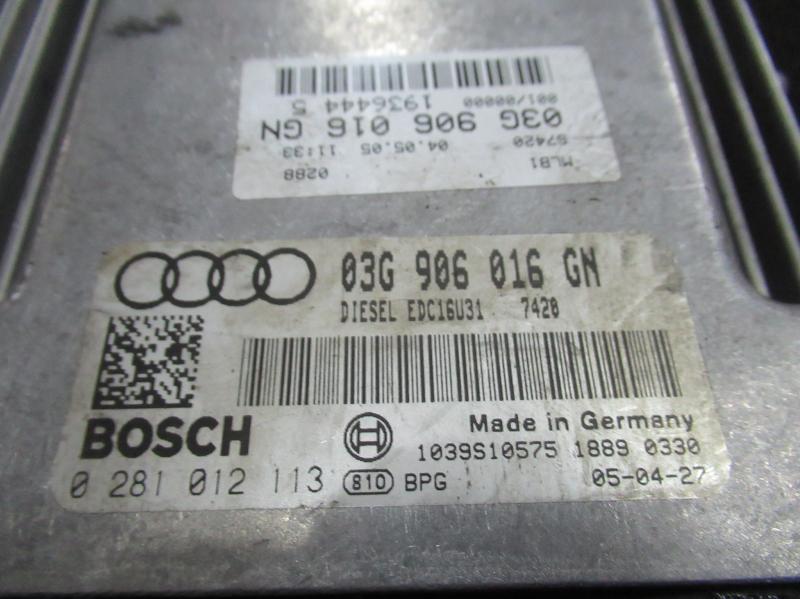 MLB1 0288
57420 04.05.05 11:33
03G 906 016 GN
001/00000 1936444 5
03G 906 016 GN
DIESEL EDC16U31 7420
BOSCH
Made in Germany
1039S10575 1889 0330
0 281 012 113 810 BPG 05-04-27